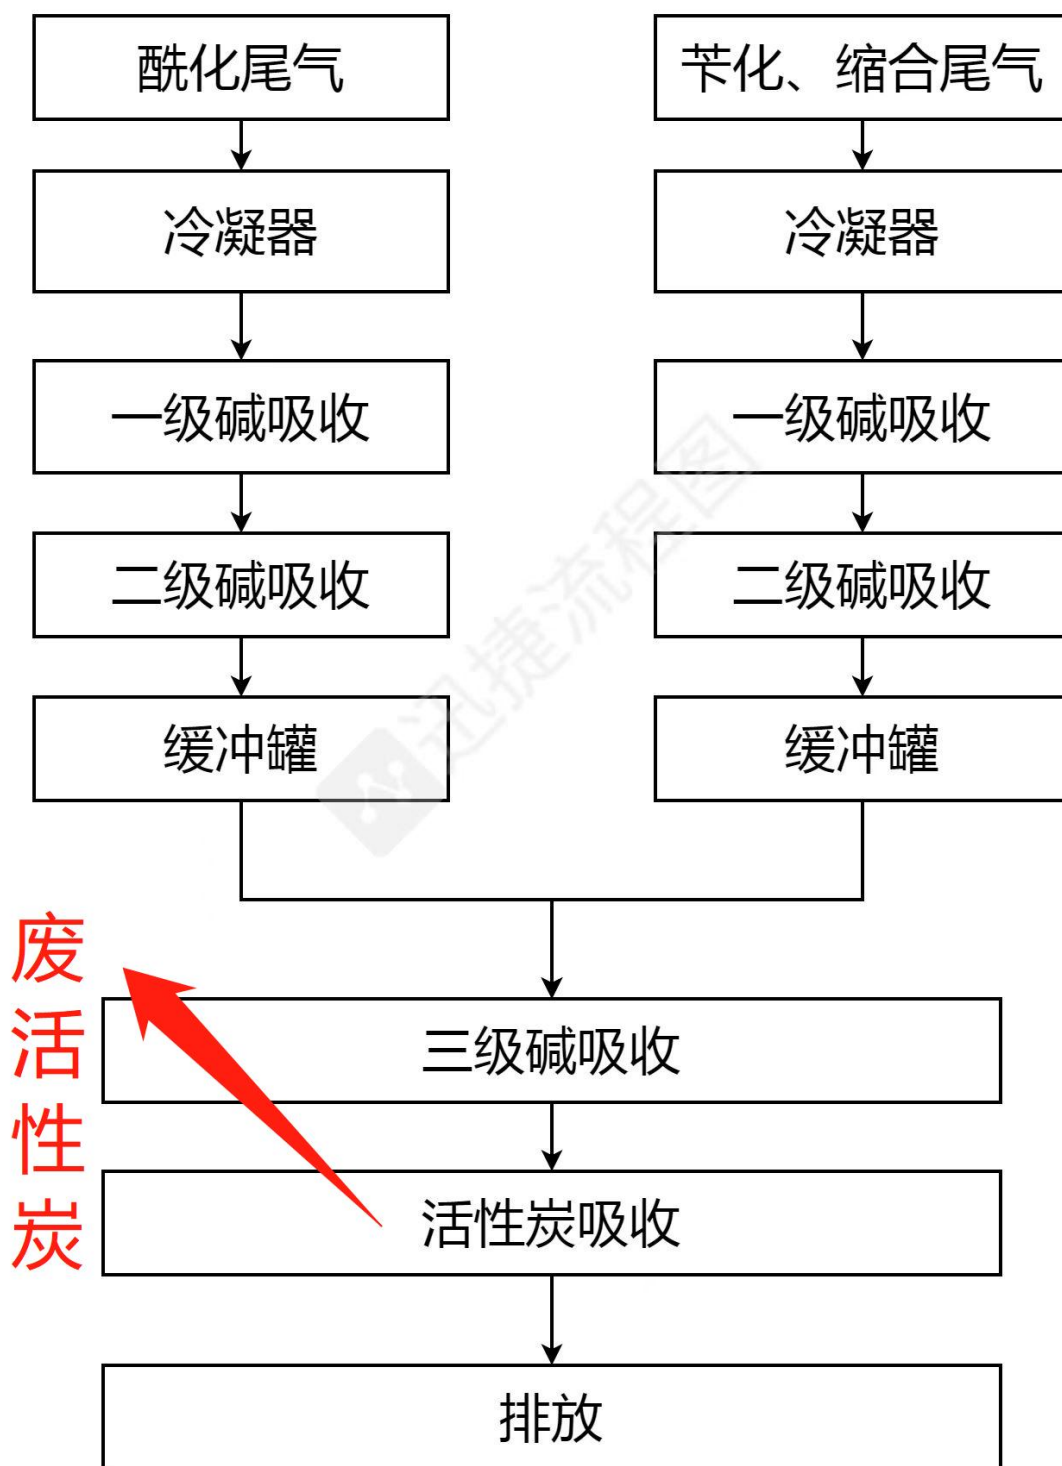 酰化尾气
苄化、缩合尾气
冷凝器
冷凝器
一级碱吸收
一级碱吸收
二级碱吸收
二级碱吸收
缓冲罐
缓冲罐
迅捷流程图
废活性炭
三级碱吸收
活性炭吸收
排放